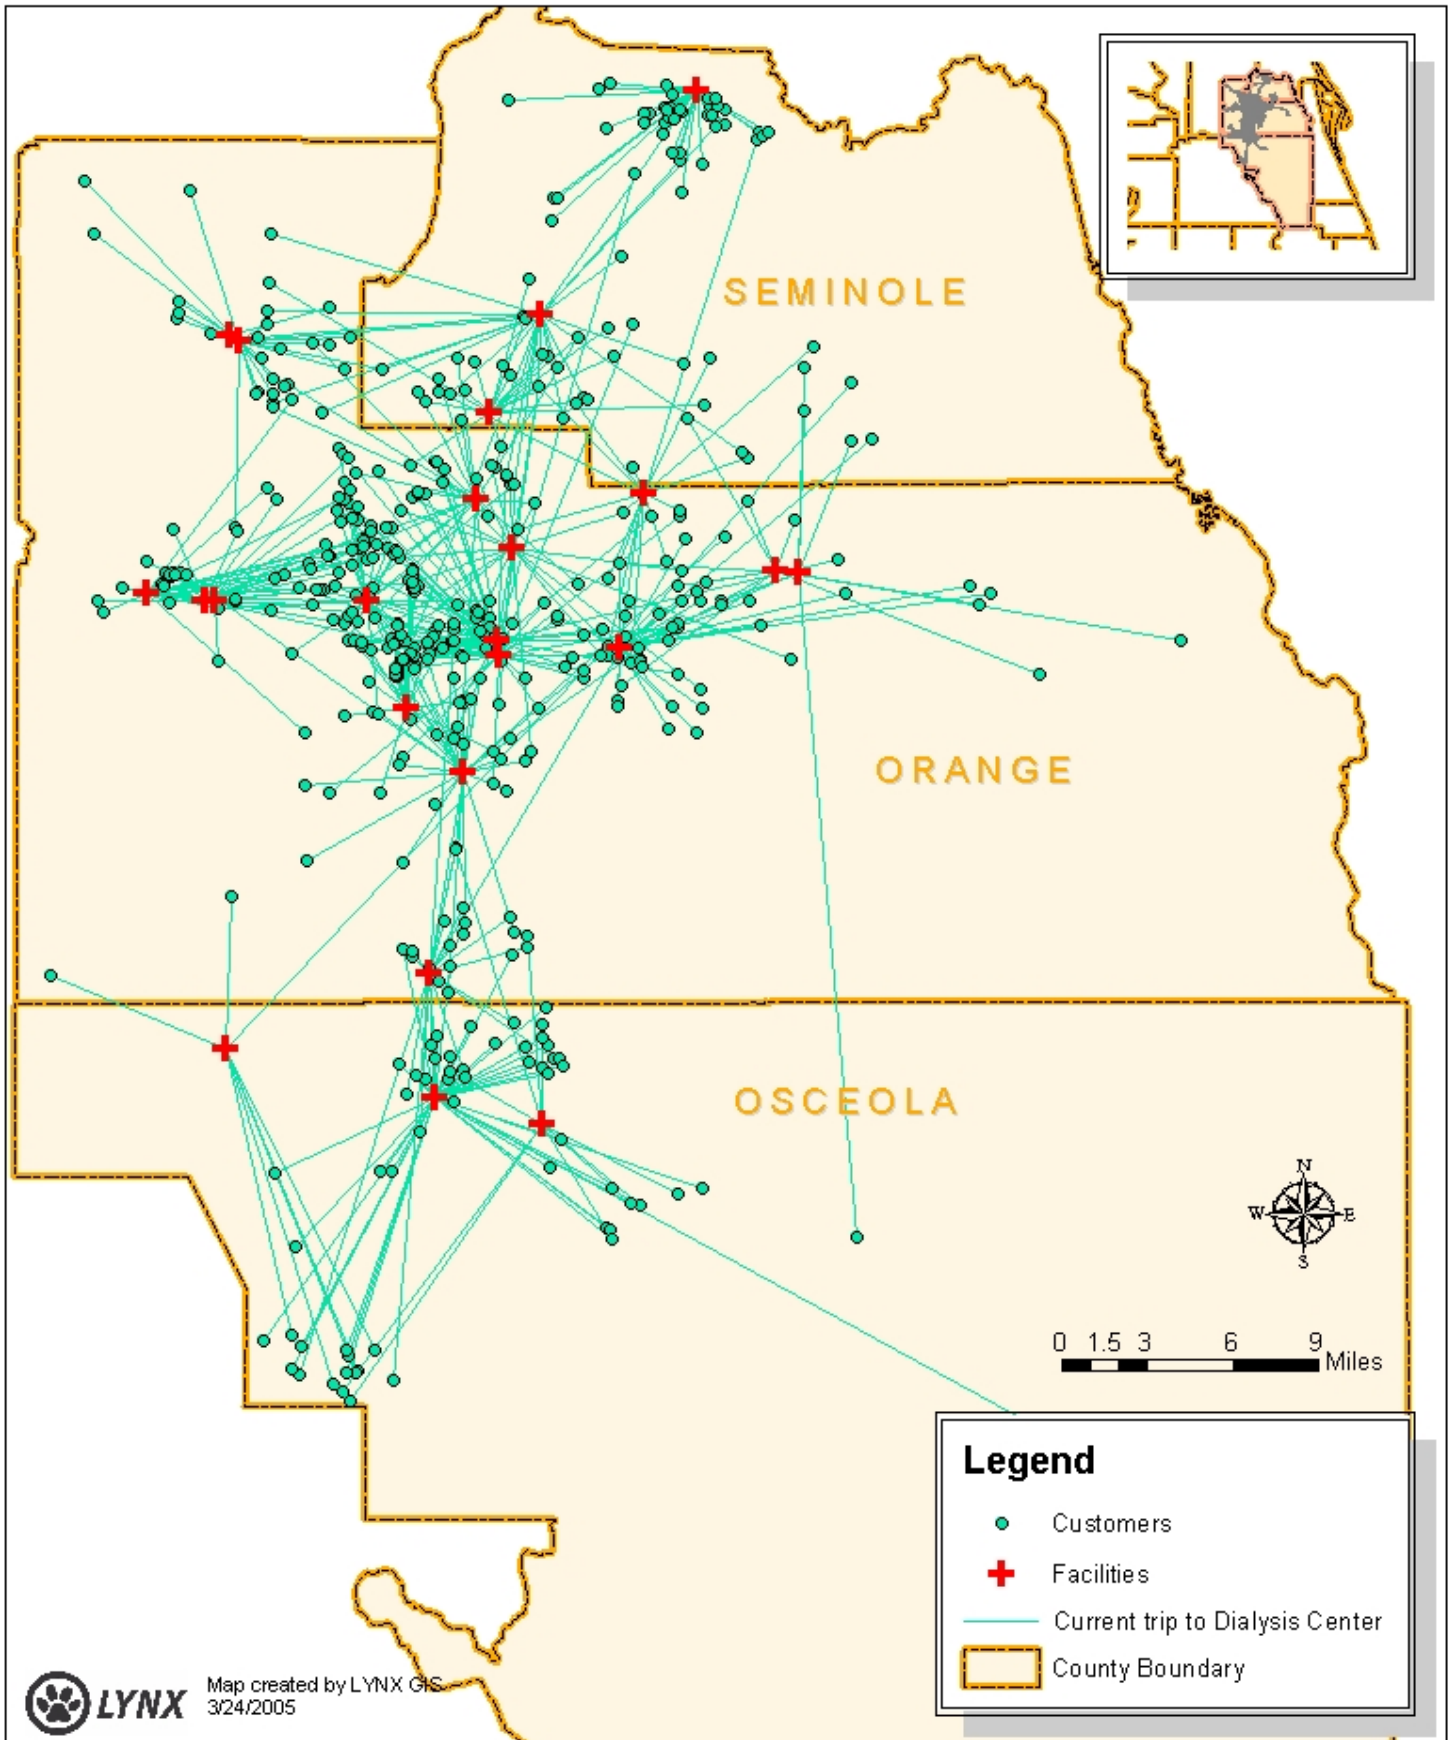 SEMINOLE
ORANGE
OSCEOLA
N
W E
S
0 1.5 3 6 9
Miles
Legend
Customers
Facilities
Current trip to Dialysis Center
County Boundary
LYNX
Map created by LYNX GIS
3/24/2005